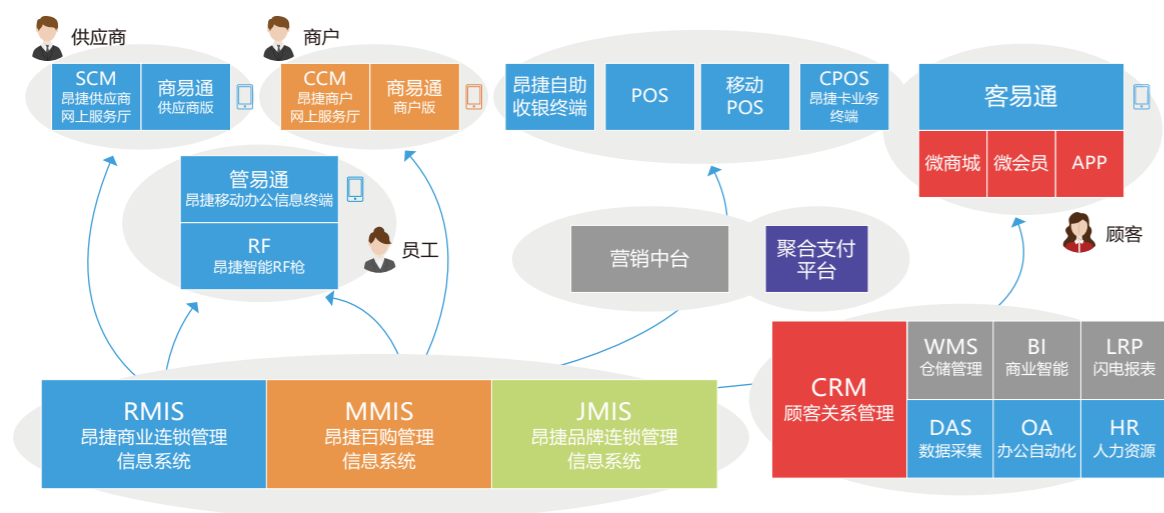 供应商
SCM
昂捷供应商
网上服务厅
商易通
供应商版
商户
CCM
昂捷商户
网上服务厅
商易通
商户版
昂捷自助
收银终端
POS
移动
POS
CPOS
昂捷卡业务
终端
客易通
微商城
微会员
APP
顾客
管易通
昂捷移动办公信息终端
RF
昂捷智能RF枪
员工
营销中台
聚合支付
平台
RMIS
昂捷商业连锁管理
信息系统
MMIS
昂捷百购管理
信息系统
JMIS
昂捷品牌连锁管理
信息系统
CRM
顾客关系管理
WMS
仓储管理
BI
商业智能
LRP
闪电报表
DAS
数据采集
OA
办公自动化
HR
人力资源